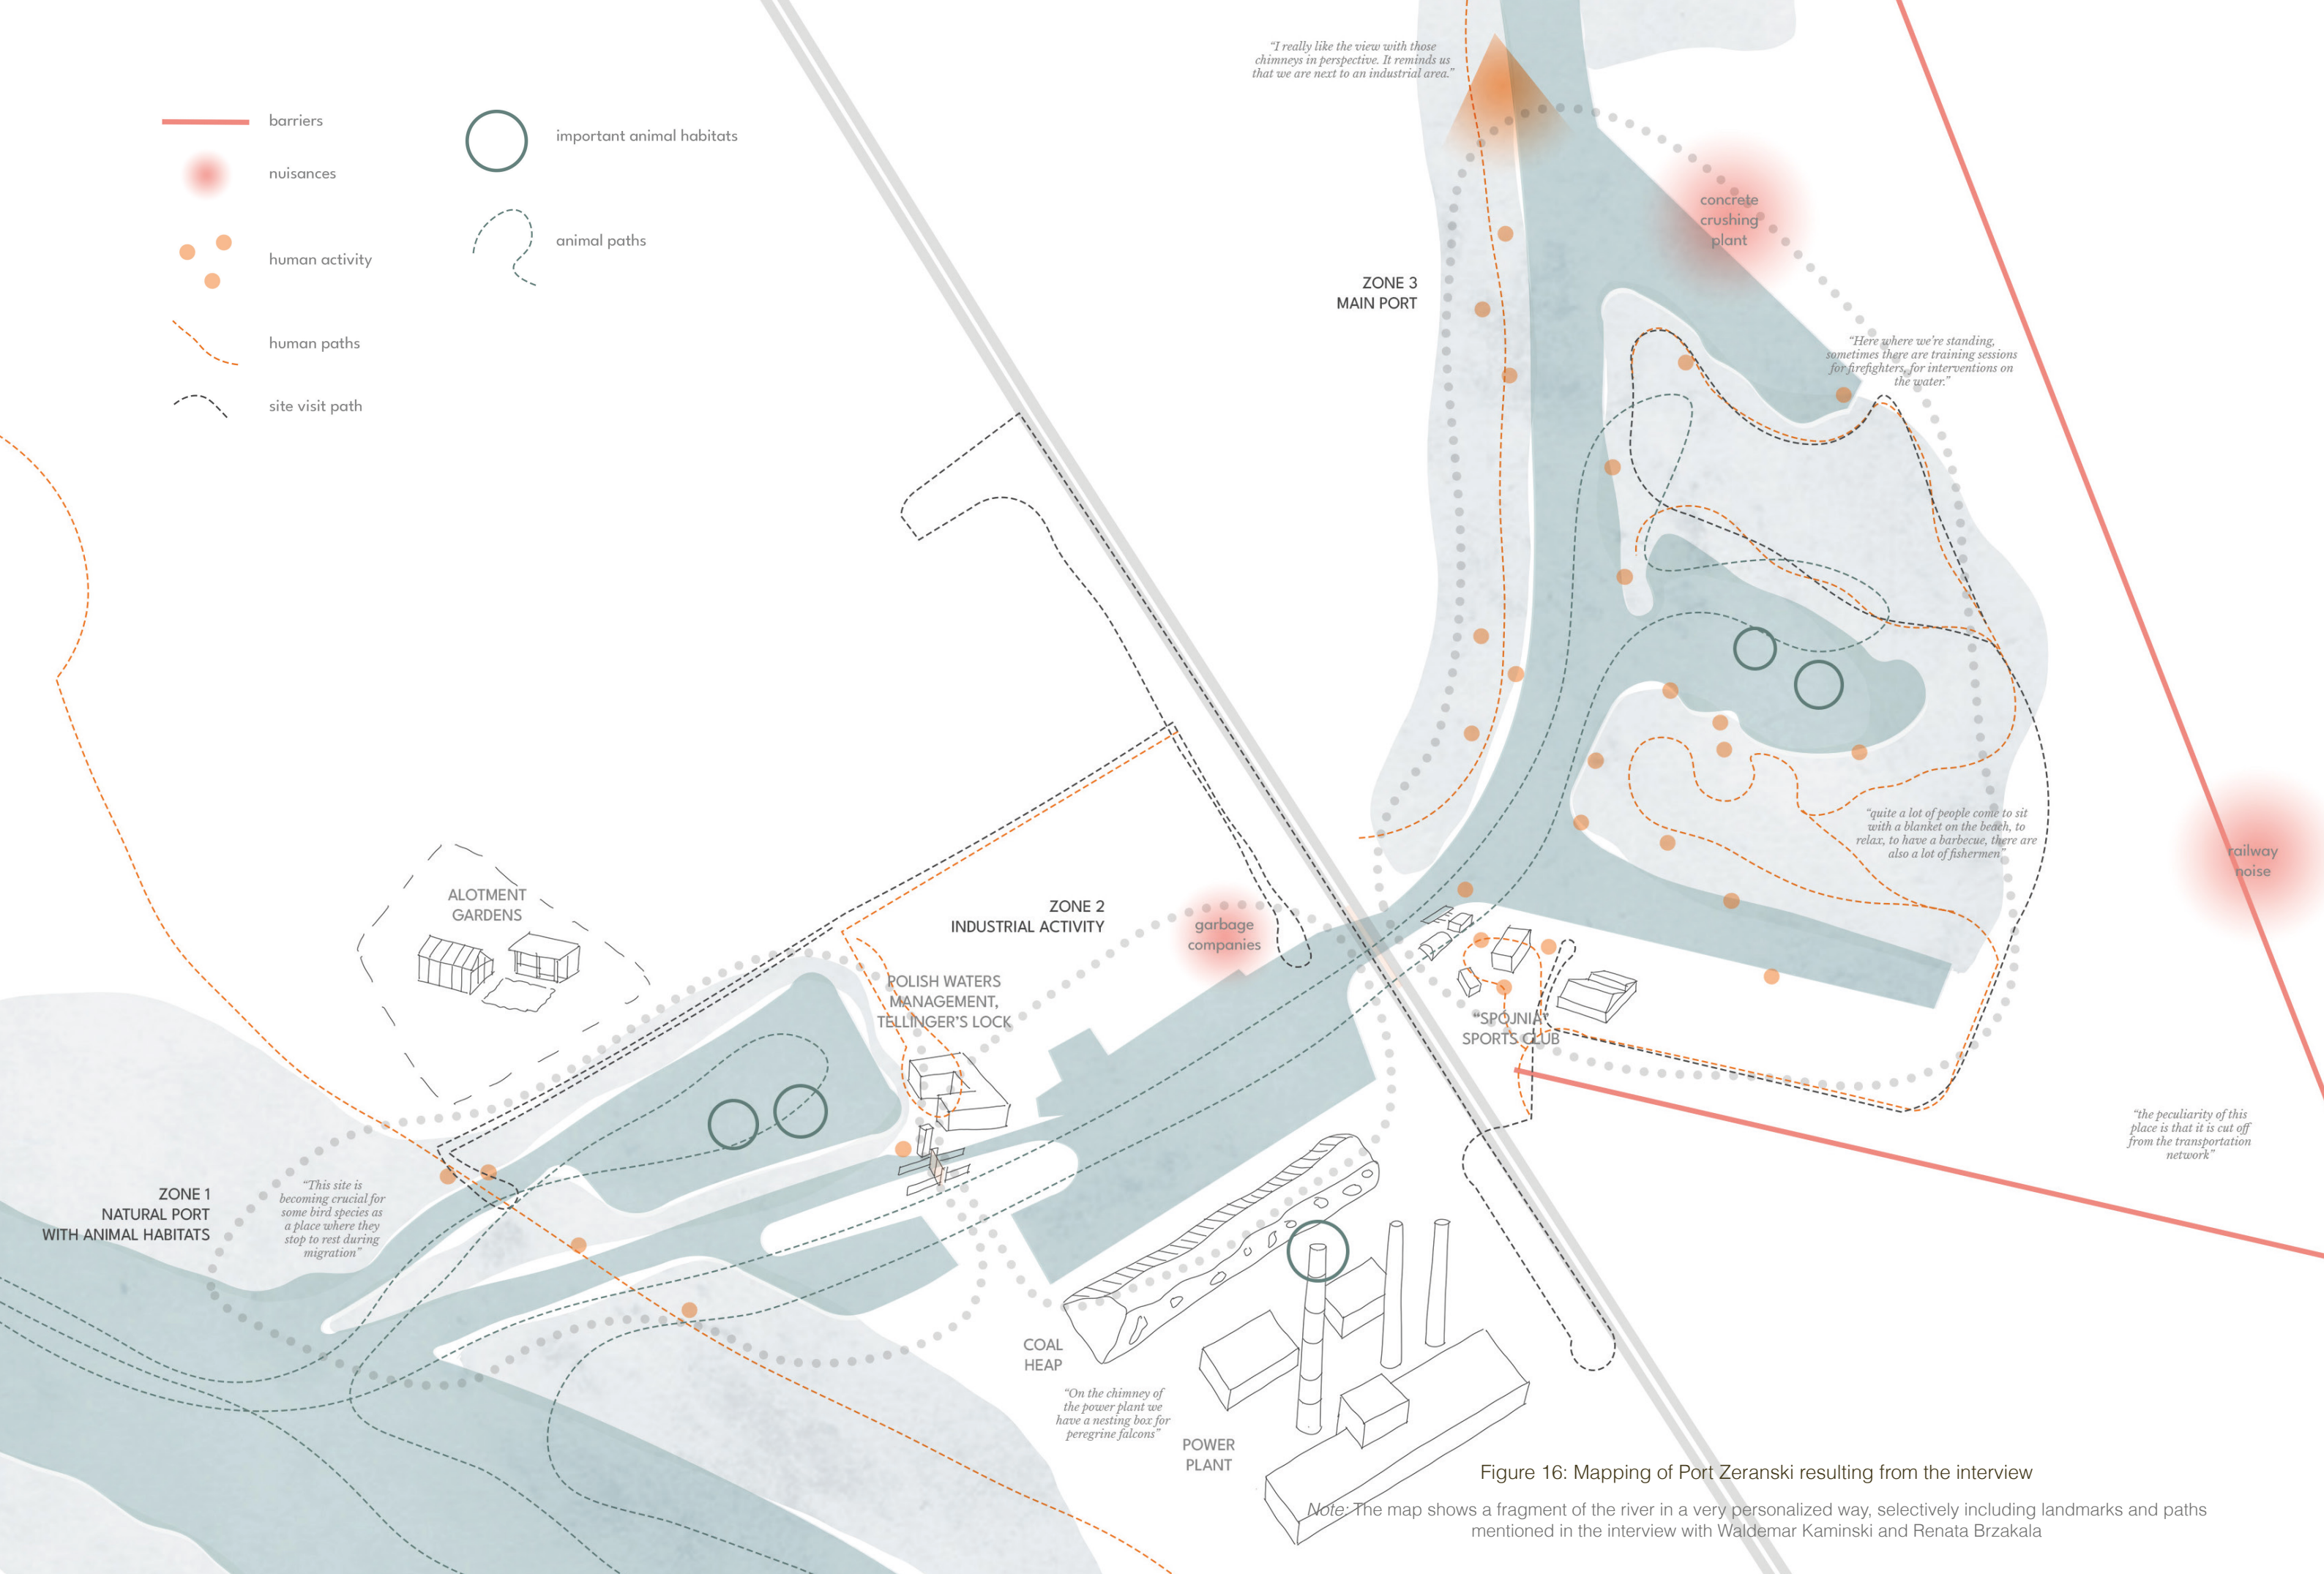 barriers
nuisances
human activity
human paths
site visit path
important animal habitats
animal paths
“I really like the view with those
chimneys in perspective. It reminds us
that we are next to an industrial area.”
concrete
crushing
plant
ZONE 3
MAIN PORT
“Here where we’re standing,
sometimes there are training sessions
for firefighters, for interventions on
the water.”
“quite a lot of people come to sit
with a blanket on the beach, to
relax, to have a barbecue, there are
also a lot of fishermen”
railway
noise
ALOTMENT
GARDENS
ZONE 2
INDUSTRIAL ACTIVITY
garbage
companies
POLISH WATERS
MANAGEMENT,
TELLINGER’S LOCK
“SPÓJNIA”
SPORTS CLUB
“the peculiarity of this
place is that it is cut off
from the transportation
network”
ZONE 1
NATURAL PORT
WITH ANIMAL HABITATS
“This site is
becoming crucial for
some bird species as
a place where they
stop to rest during
migration”
COAL
HEAP
“On the chimney of
the power plant we
have a nesting box for
peregrine falcons”
POWER
PLANT
Figure 16: Mapping of Port Zeranski resulting from the interview
Note: The map shows a fragment of the river in a very personalized way, selectively including landmarks and paths
mentioned in the interview with Waldemar Kaminski and Renata Brzakala